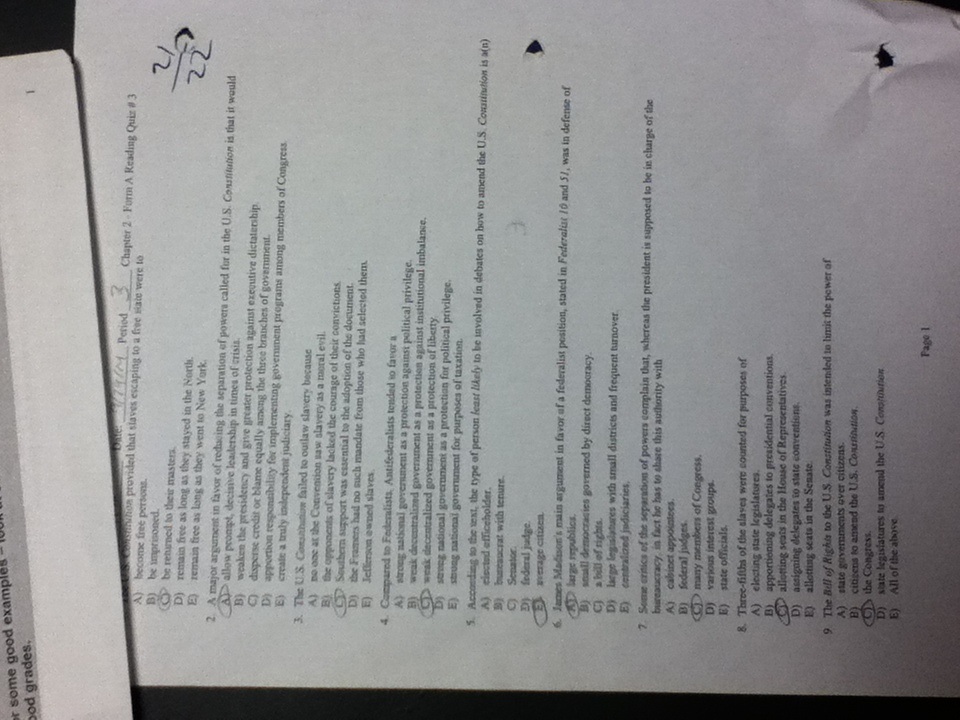 or some good examples –
ood grades.
1
Date: Period 3 Chapter 2 - Form A Reading Quiz # 3
21
22
U.S. Constitution provided that slaves escaping to a free state were to
A) become free persons.
B) be imprisoned.
C) be returned to their masters.
D) remain free as long as they stayed in the North.
E) remain free as long as they went to New York.
2. A major argument in favor of reducing the separation of powers called for in the U.S. Constitution is that it would
A) allow prompt, decisive leadership in times of crisis.
B) weaken the presidency and give greater protection against executive dictatorship.
C) disperse credit or blame equally among the three branches of government.
D) apportion responsibility for implementing government programs among members of Congress.
E) create a truly independent judiciary.
3. The U.S. Constitution failed to outlaw slavery because
A) no one at the Convention saw slavery as a moral evil.
B) the opponents of slavery lacked the courage of their convictions.
C) Southern support was essential to the adoption of the document.
D) the Framers had no such mandate from those who had selected them.
E) Jefferson owned slaves.
4. Compared to Federalists, Antifederalists tended to favor a
A) strong national government as a protection against political privilege.
B) weak decentralized government as a protection against institutional imbalance.
C) weak decentralized government as a protection of liberty.
D) strong national government as a protection for political privilege.
E) strong national government for purposes of taxation.
5. According to the text, the type of person least likely to be involved in debates on how to amend the U.S. Constitution is a(n)
A) elected officeholder.
B) bureaucrat with tenure.
C) Senator.
D) federal judge.
E) average citizen.
6. James Madison's main argument in favor of a federalist position, stated in Federalist 10 and 51, was in defense of
A) large republics.
B) small democracies governed by direct democracy.
C) a bill of rights.
D) large legislatures with small districts and frequent turnover.
E) centralized judiciaries.
7. Some critics of the separation of powers complain that, whereas the president is supposed to be in charge of the
bureaucracy, in fact he has to share this authority with
A) cabinet appointees.
B) federal judges.
C) many members of Congress.
D) various interest groups.
E) state officials.
8. Three-fifths of the slaves were counted for purposes of
A) electing state legislatures.
B) apportioning delegates to presidential conventions.
C) allotting seats in the House of Representatives.
D) assigning delegates to state conventions.
E) allotting seats in the Senate.
9. The Bill of Rights to the U.S. Constitution was intended to limit the power of
A) state governments over citizens.
B) citizens to amend the U.S. Constitution.
C) the Congress.
D) state legislatures to amend the U.S. Constitution.
E) All of the above.
Page 1